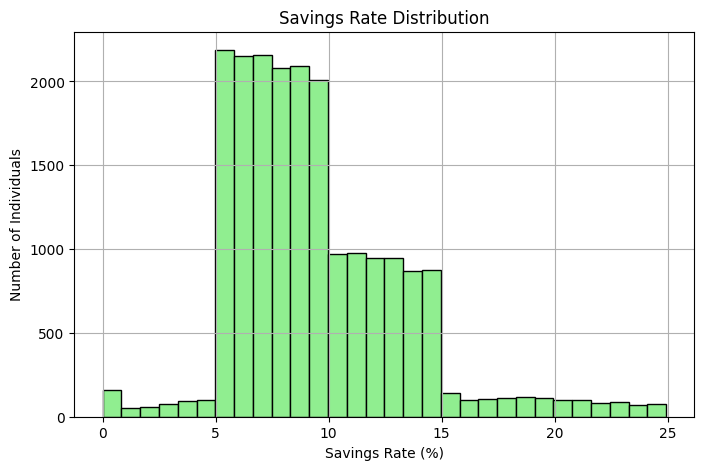 Savings Rate Distribution
Number of Individuals
2000
1500
1000
500
0
0 5 10 15 20 25
Savings Rate (%)